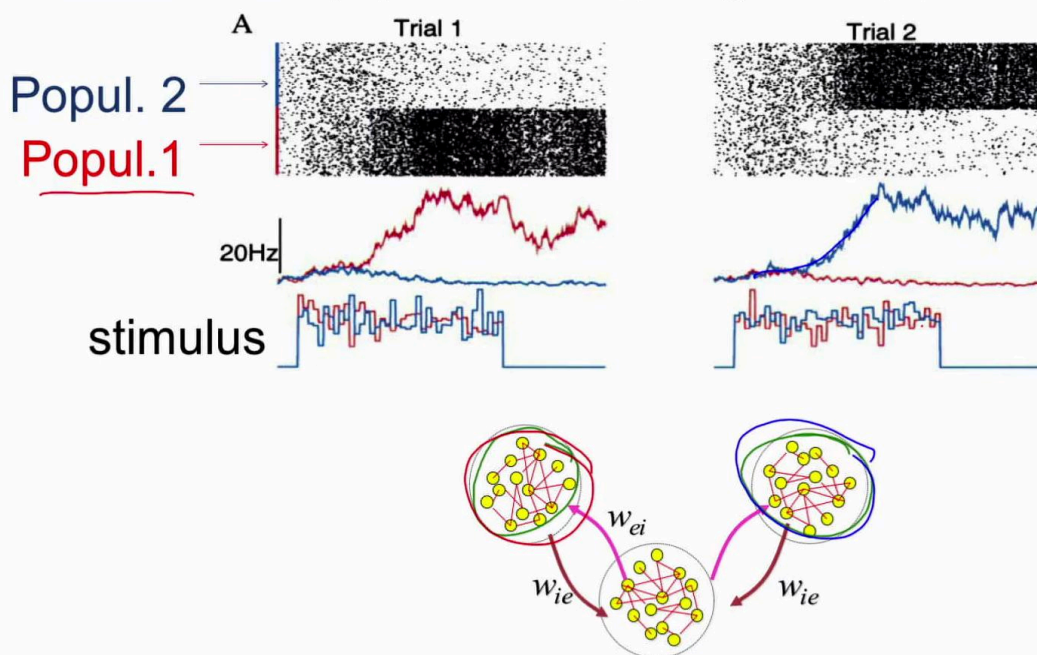 A
Trial 1
Trial 2
Popul. 2
Popul.1
20Hz
stimulus
w_ei
w_ie
w_ie